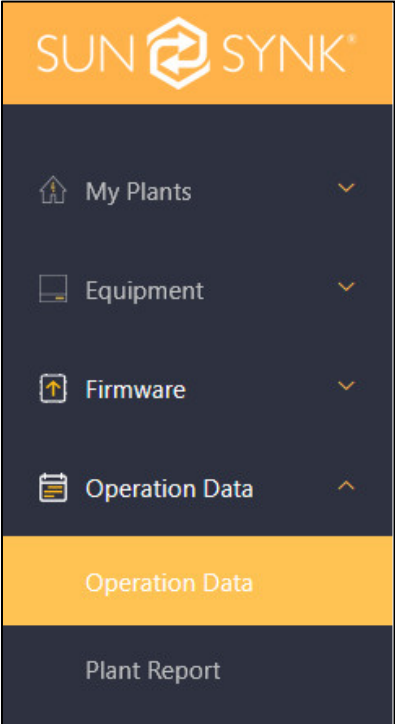 SUN SYNK®
My Plants
Equipment
Firmware
Operation Data
Operation Data
Plant Report